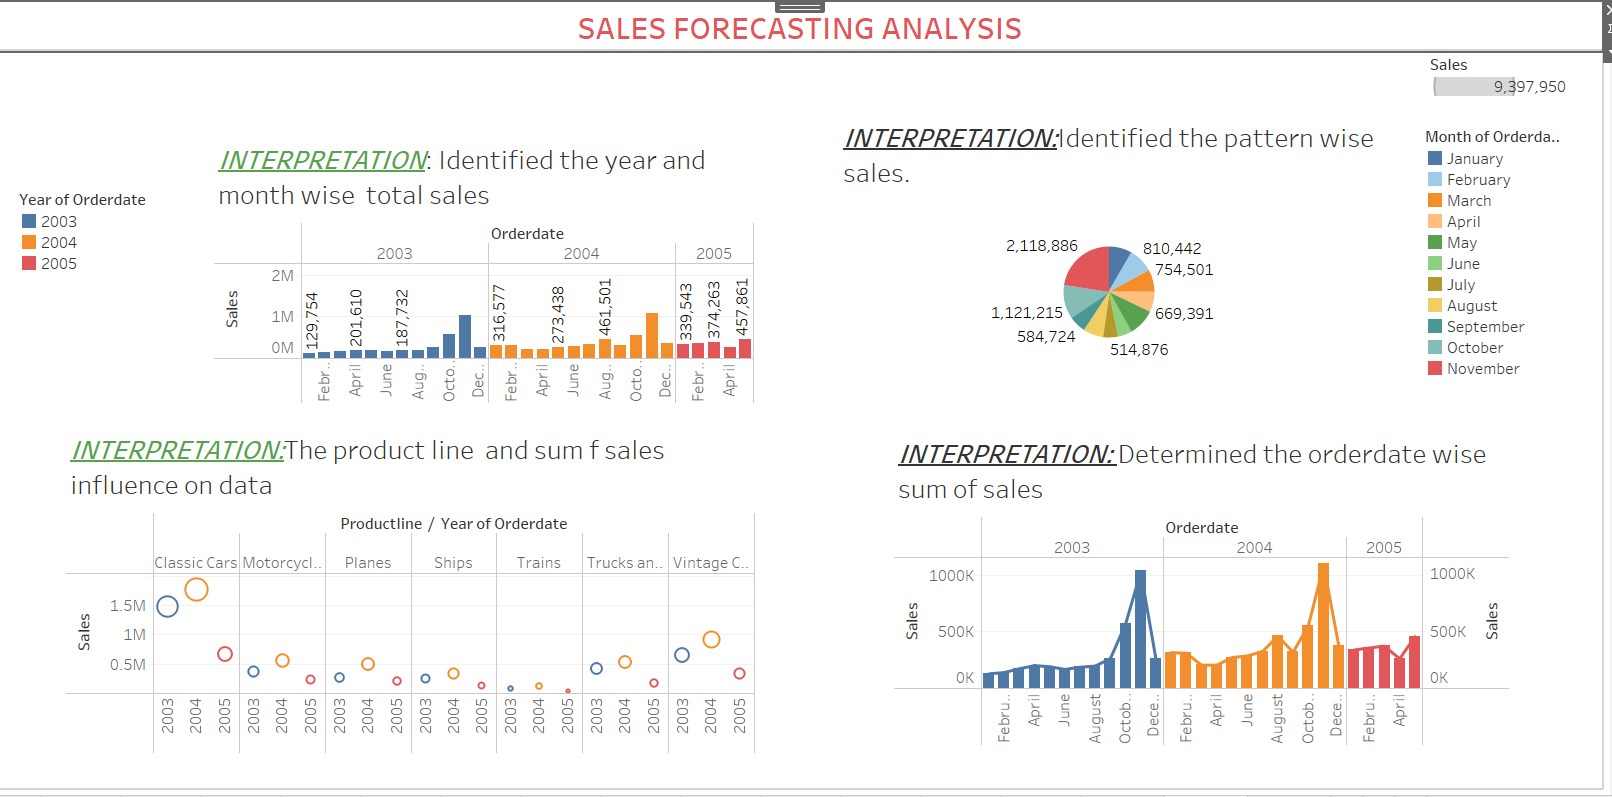 SALES FORECASTING ANALYSIS
Sales
9,397,950
INTERPRETATION: Identified the year and
month wise total sales
INTERPRETATION:Identified the pattern wise
sales.
Month of Orderda..
January
February
March
April
May
June
July
August
September
October
November
Year of Orderdate
2003
2004
2005
Orderdate
2003 2004 2005
Sales
2M
1M
0M
129,754 201,610 187,732 316,577 273,438 461,501 339,543 374,263 457,861
Febr.. April June Aug.. Octo.. Dec.. Febr.. April June Aug.. Octo.. Dec.. Febr.. April
2,118,886 810,442
754,501
1,121,215 669,391
584,724
514,876
INTERPRETATION:The product line and sum f sales
influence on data
Productline / Year of Orderdate
Classic Cars Motorcycl.. Planes Ships Trains Trucks an.. Vintage C..
Sales
1.5M
1M
0.5M
2003 2004 2005 2003 2004 2005 2003 2004 2005 2003 2004 2005 2003 2004 2005 2003 2004 2005 2003 2004 2005
INTERPRETATION: Determined the orderdate wise
sum of sales
Orderdate
2003 2004 2005
Sales
1000K 1000K
500K 500K
0K 0K
Sales
Febru.. April June August Octob.. Dece.. Febru.. April June August Octob.. Dece.. Febru.. April